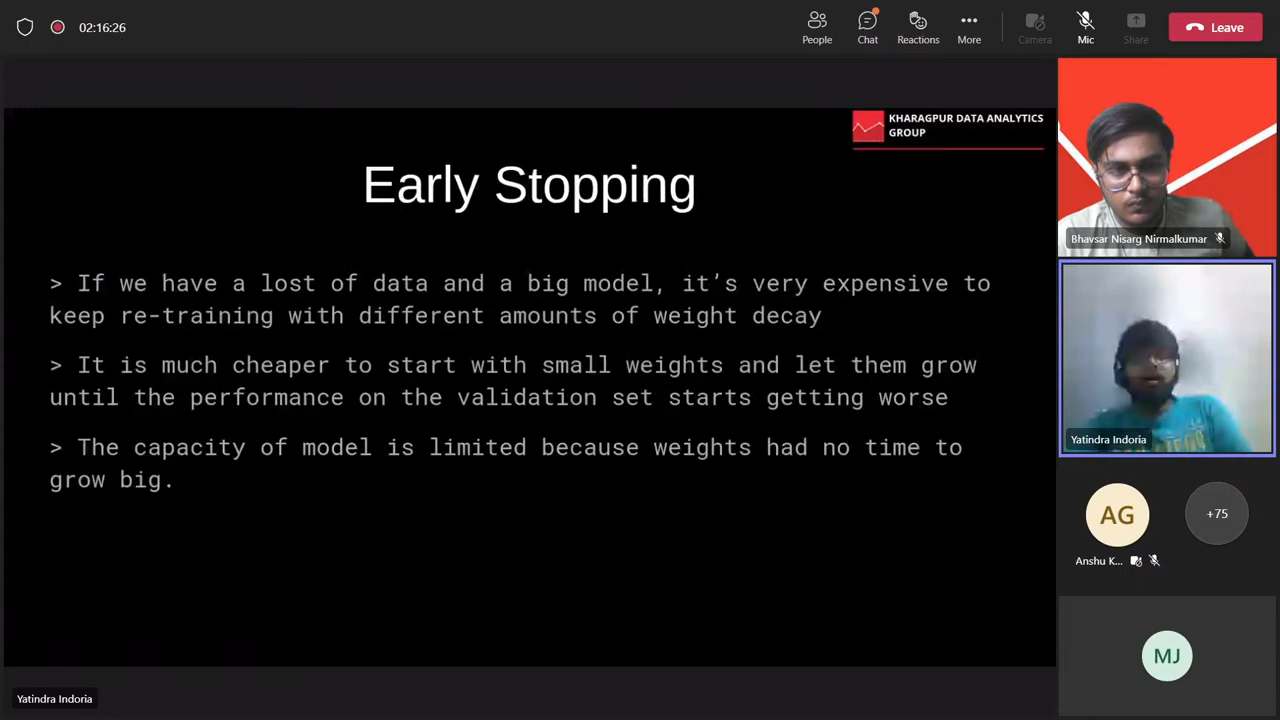 02:16:26
People
Chat
Reactions
More
Camera
Mic
Share
Leave
KHARAGPUR DATA ANALYTICS
GROUP
Early Stopping
> If we have a lost of data and a big model, it’s very expensive to
keep re-training with different amounts of weight decay
> It is much cheaper to start with small weights and let them grow
until the performance on the validation set starts getting worse
> The capacity of model is limited because weights had no time to
grow big.
Bhavsar Nisarg Nirmalkumar
Yatindra Indoria
AG
+75
Anshu K...
MJ
Yatindra Indoria